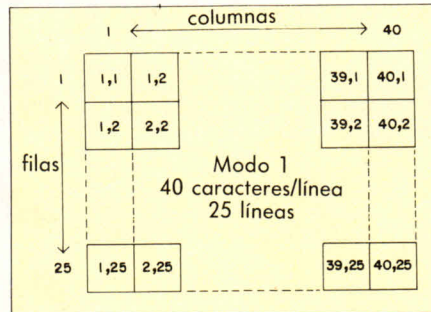 columnas
1 40
1 1,1 1,2 39,1 40,1
1,2 2,2 39,2 40,2
filas
Modo 1
40 caracteres/línea
25 líneas
25 1,25 2,25 39,25 40,25